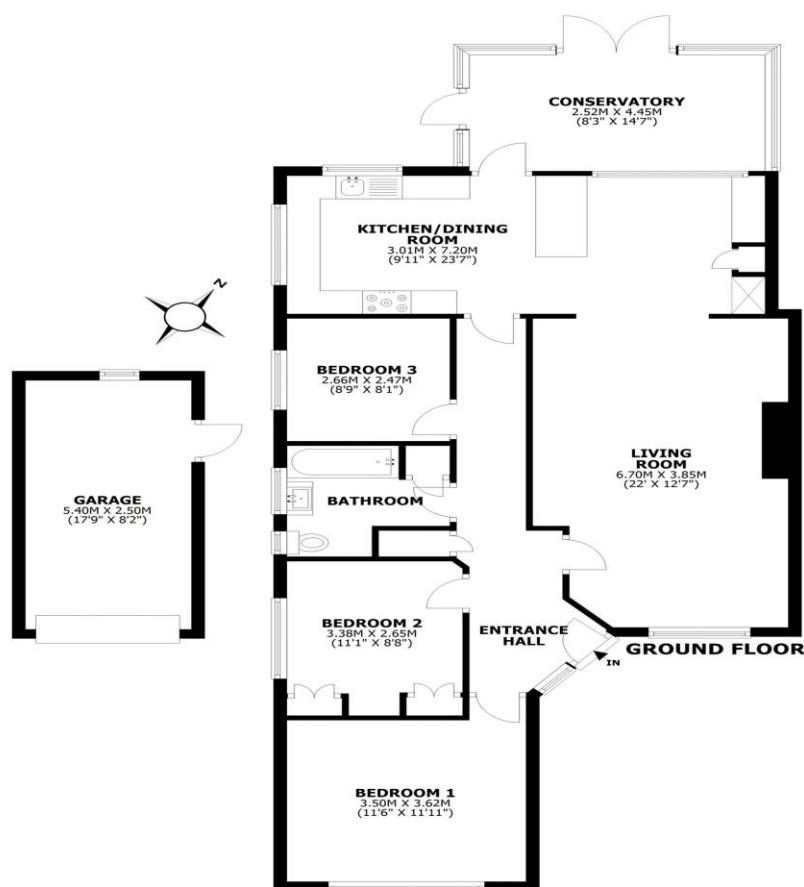 CONSERVATORY
2.52M X 4.45M
(8'3" X 14'7")
KITCHEN/DINING
ROOM
3.01M X 7.20M
(9'11" X 23'7")
N
BEDROOM 3
2.66M X 2.47M
(8'9" X 8'1")
LIVING
ROOM
6.70M X 3.85M
(22' X 12'7")
GARAGE
5.40M X 2.50M
(17'9" X 8'2")
BATHROOM
BEDROOM 2
3.38M X 2.65M
(11'1" X 8'8")
ENTRANCE
HALL
IN
GROUND FLOOR
BEDROOM 1
3.50M X 3.62M
(11'6" X 11'11")